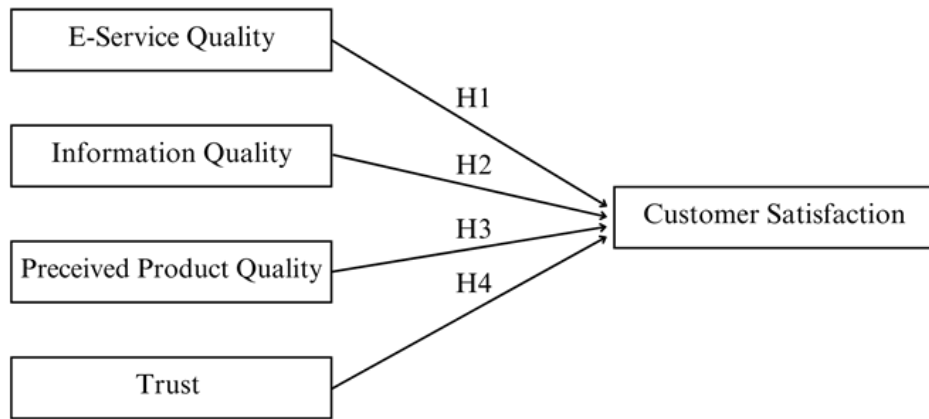 E-Service Quality
H1
Information Quality
H2
Customer Satisfaction
H3
Preceived Product Quality
H4
Trust